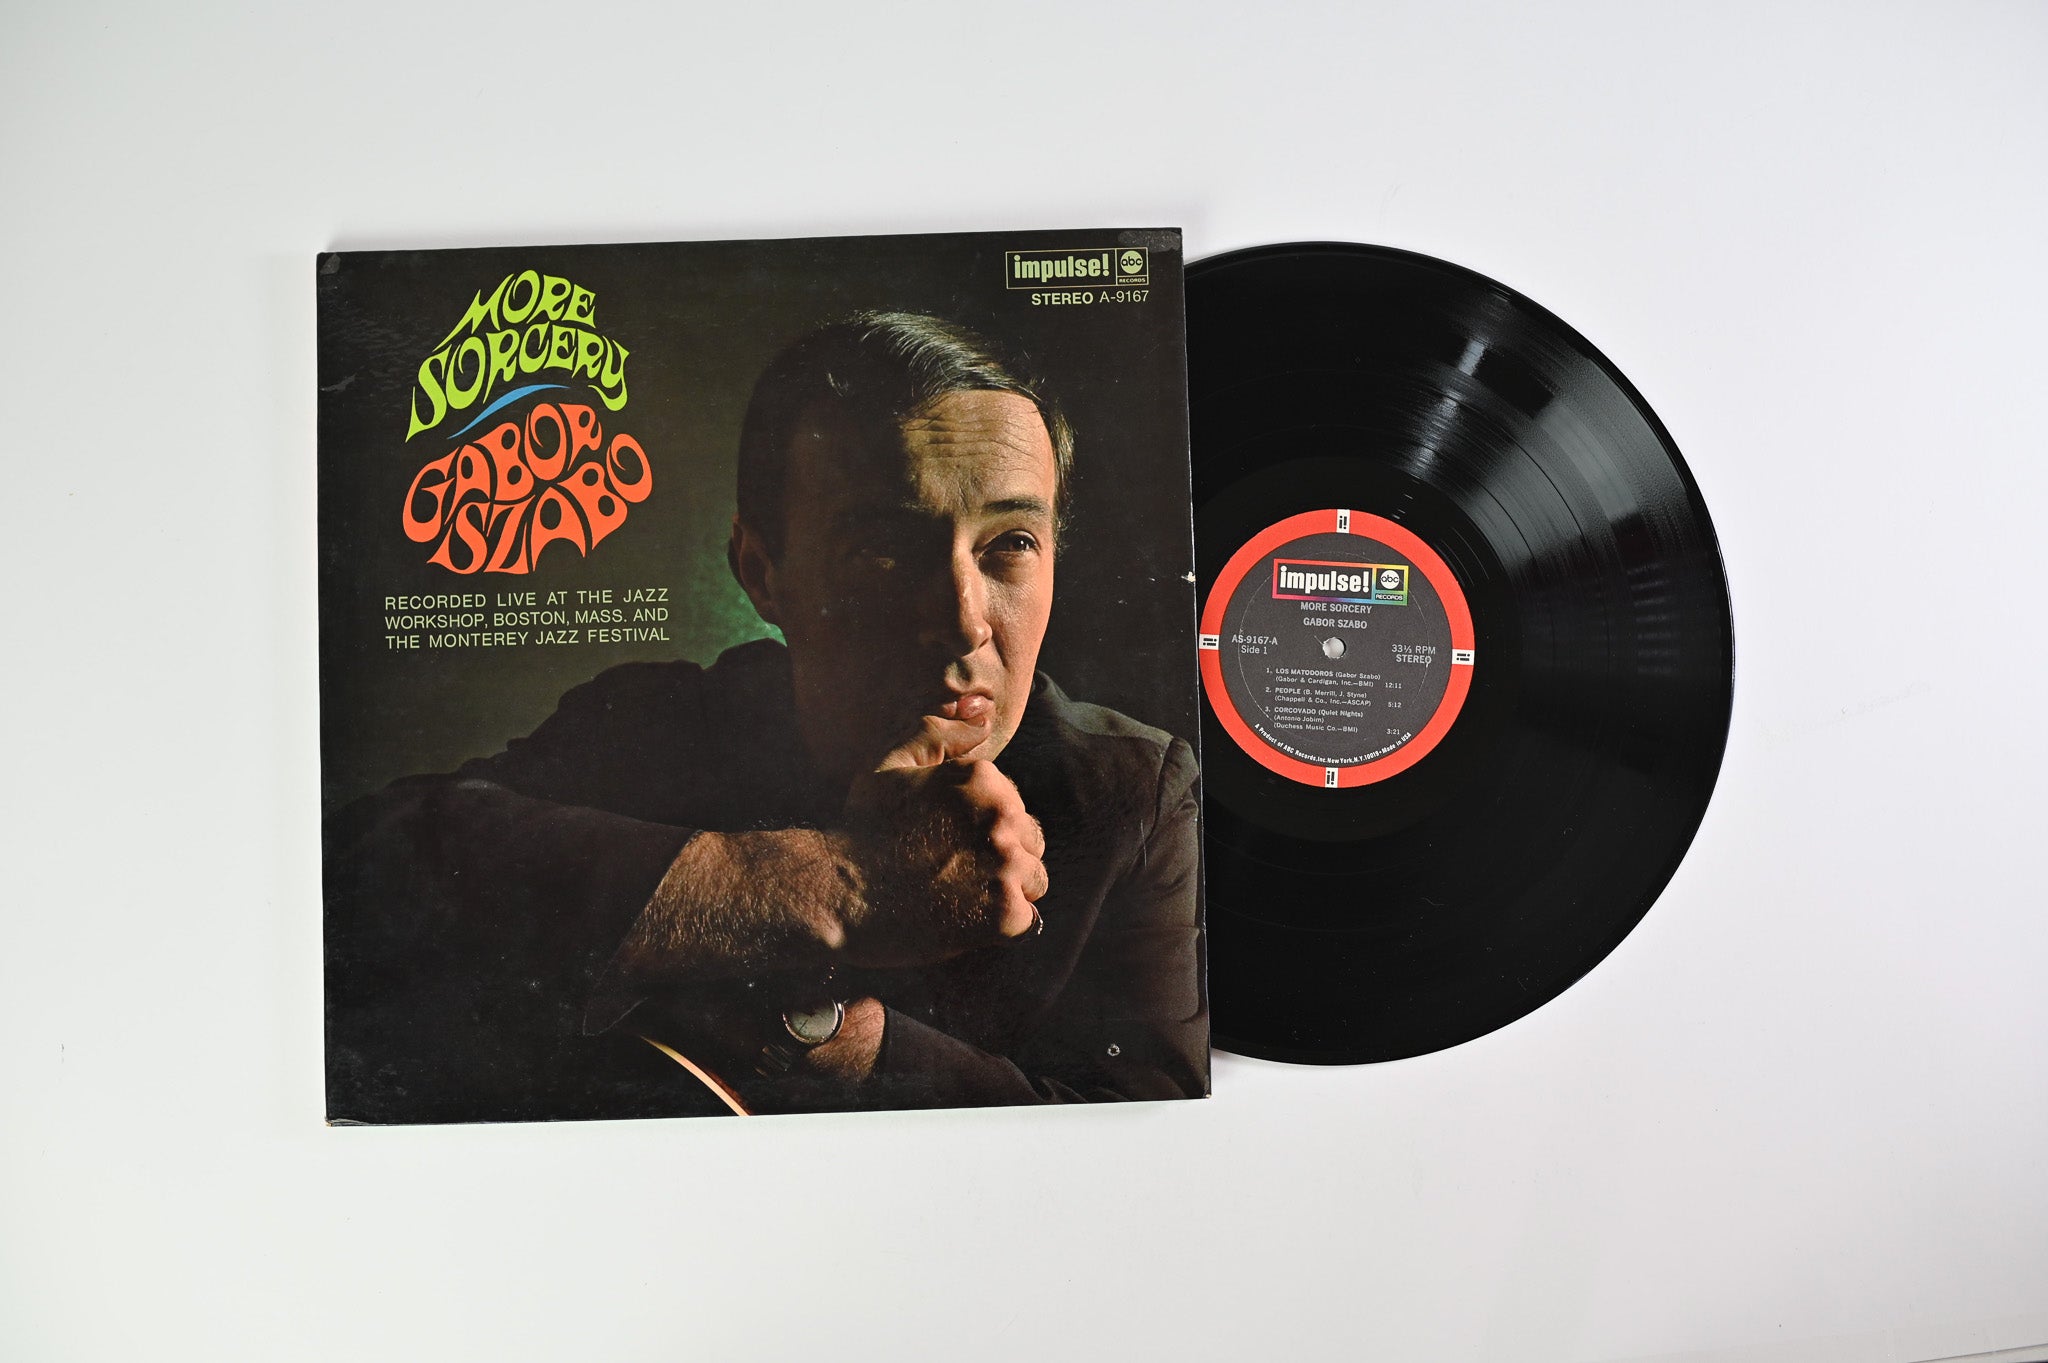 MORE
SORCERY
GABOR
SZABO
RECORDED LIVE AT THE JAZZ
WORKSHOP, BOSTON, MASS. AND
THE MONTEREY JAZZ FESTIVAL
impulse! abc
RECORDS
STEREO A-9167
i!
i!
i!
i!
impulse! abc
RECORDS
MORE SORCERY
GABOR SZABO
AS-9167-A
Side 1
33⅓ RPM
STEREO
1. LOS MATODOROS (Gabor Szabo)
(Gabor & Cardigan, Inc.—BMI) 12:11
2. PEOPLE (B. Merrill, J. Styne)
(Chappell & Co., Inc.—ASCAP) 5:12
3. CORCOVADO (Quiet Nights)
(Antonio Jobim)
(Duchess Music Co.—BMI) 3:21
A Product of ABC Records, Inc. New York, N.Y. 10019 • Made in USA